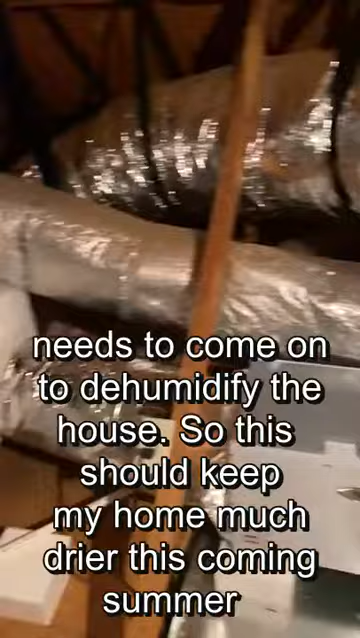 needs to come on
to dehumidify the
house. So this
should keep
my home much
drier this coming
summer